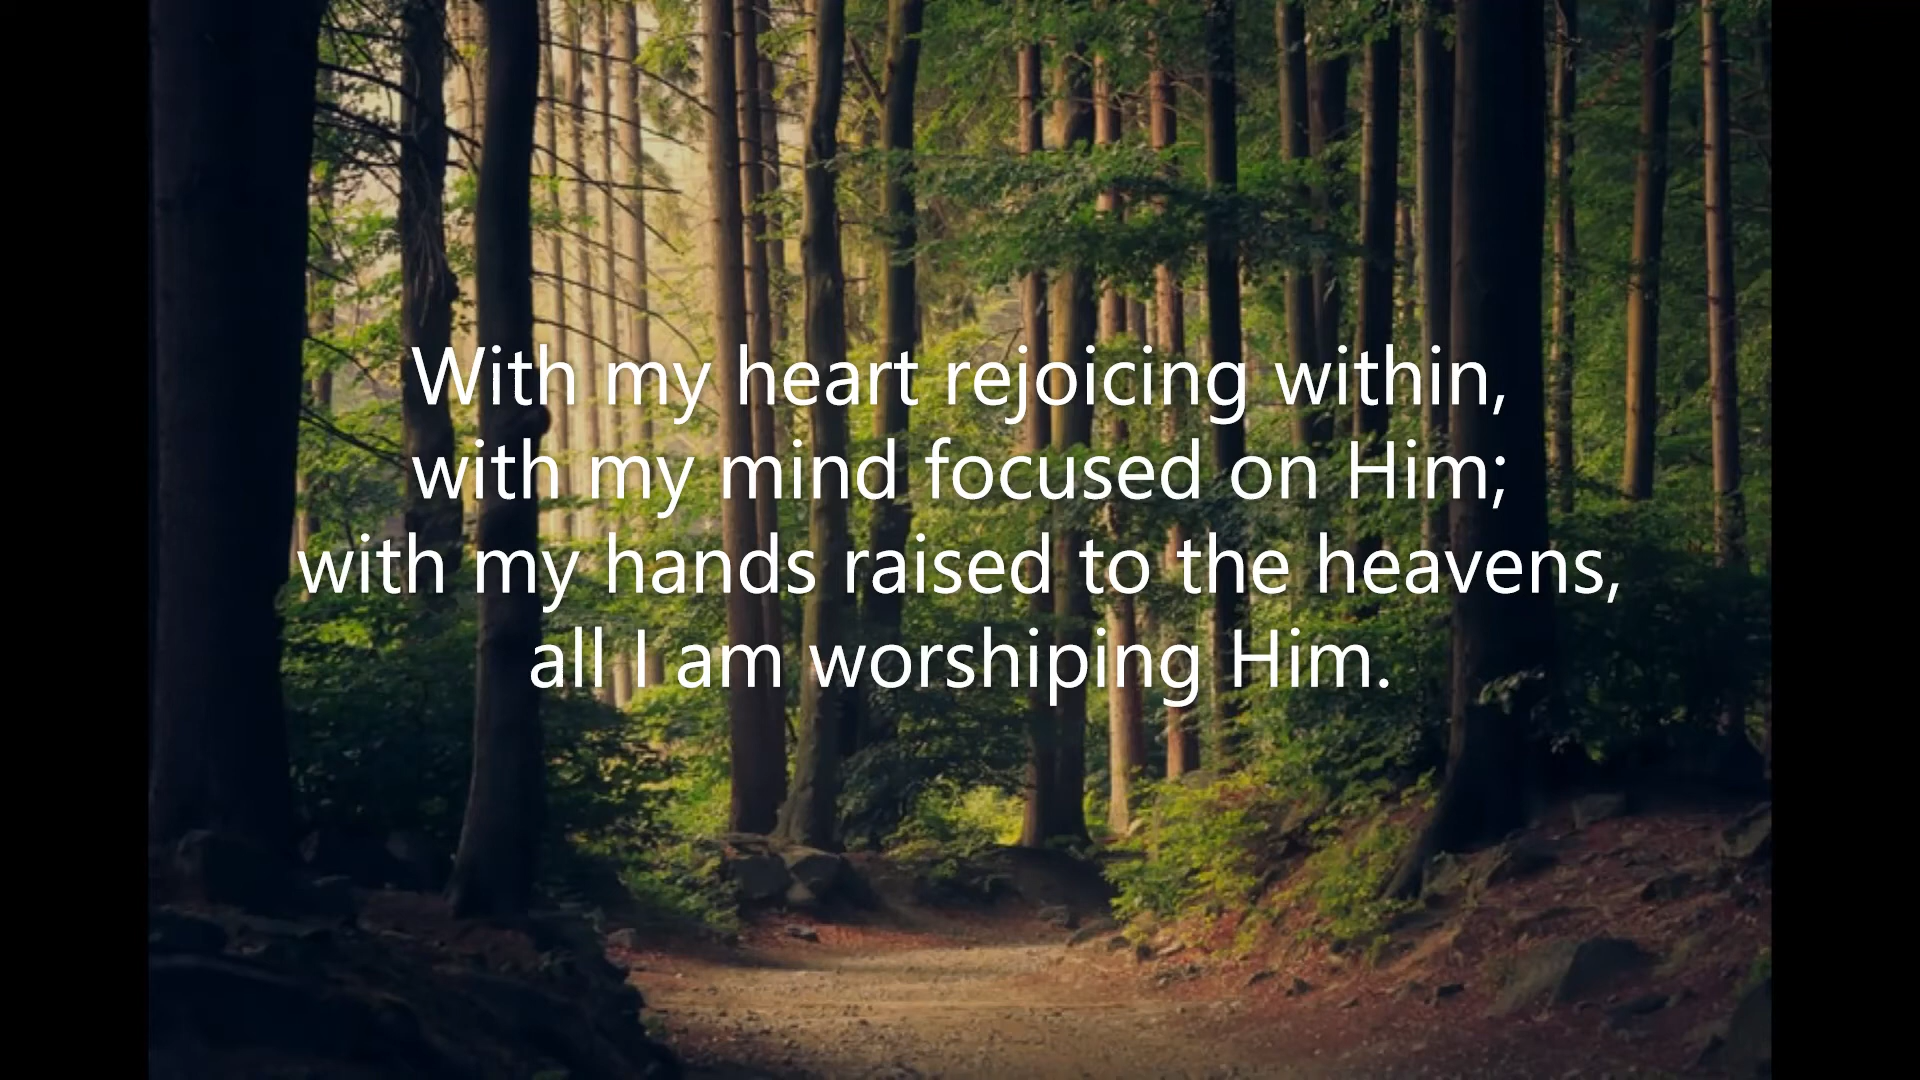 With my heart rejoicing within,
with my mind focused on Him;
with my hands raised to the heavens,
all I am worshiping Him.